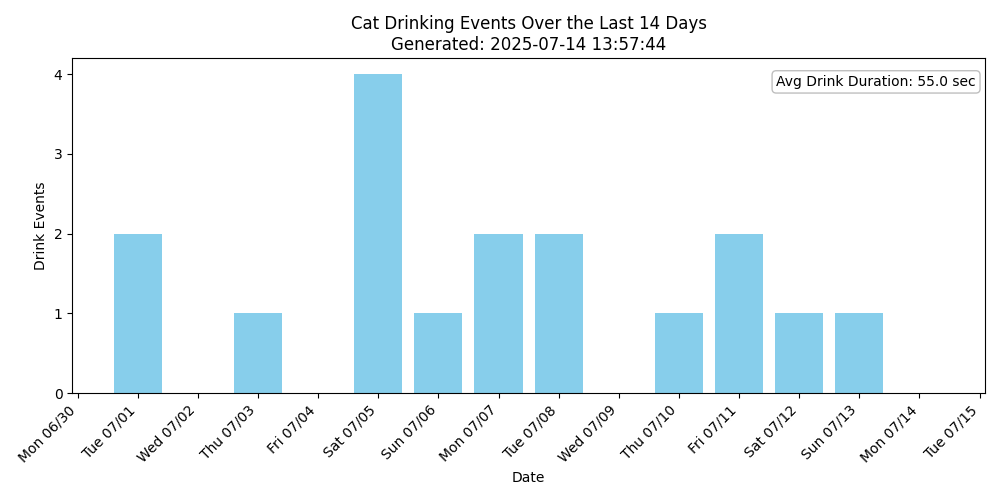 Cat Drinking Events Over the Last 14 Days
Generated: 2025-07-14 13:57:44
Avg Drink Duration: 55.0 sec
Drink Events
4
3
2
1
0
Mon 06/30
Tue 07/01
Wed 07/02
Thu 07/03
Fri 07/04
Sat 07/05
Sun 07/06
Mon 07/07
Tue 07/08
Wed 07/09
Thu 07/10
Fri 07/11
Sat 07/12
Sun 07/13
Mon 07/14
Tue 07/15
Date